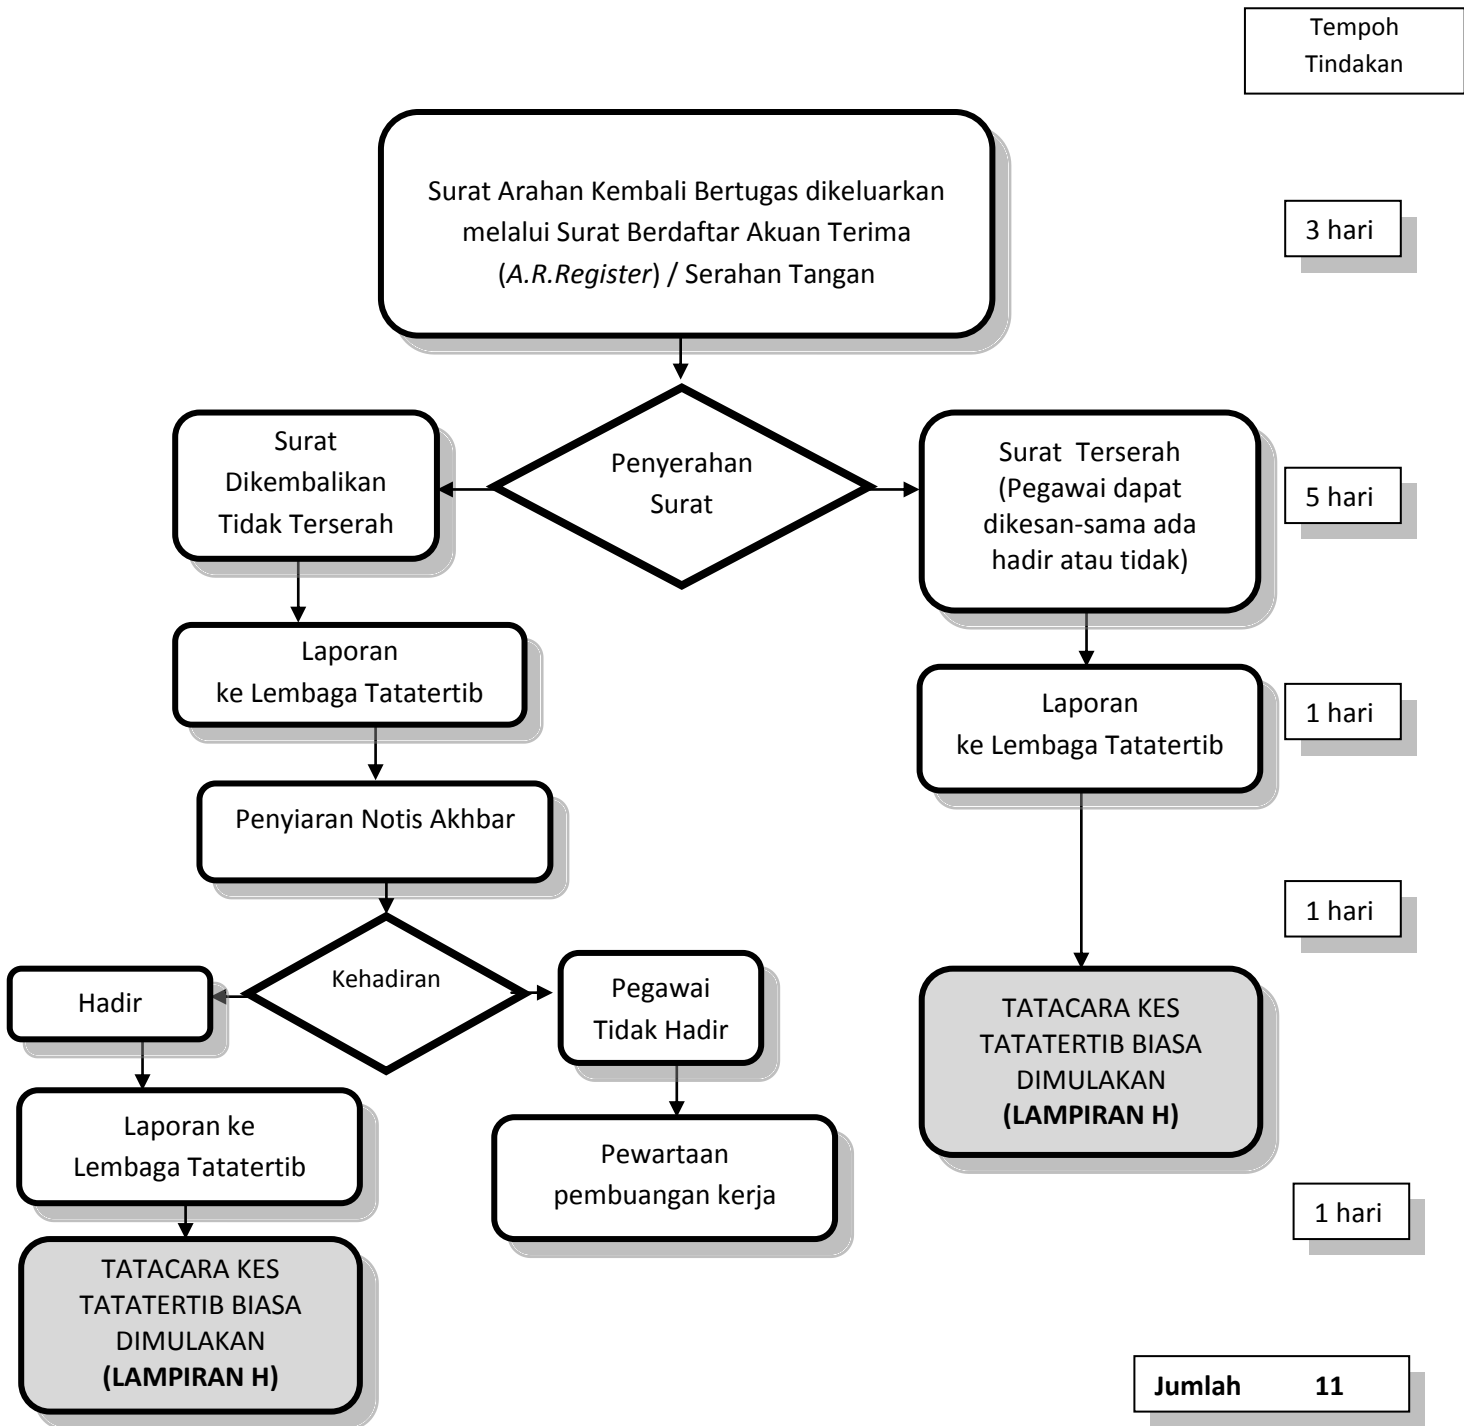 Tempoh
Tindakan
Surat Arahan Kembali Bertugas dikeluarkan
melalui Surat Berdaftar Akuan Terima
(A.R.Register) / Serahan Tangan
3 hari
Surat
Dikembalikan
Tidak Terserah
Penyerahan
Surat
Surat Terserah
(Pegawai dapat
dikesan-sama ada
hadir atau tidak)
5 hari
Laporan
ke Lembaga Tatatertib
Laporan
ke Lembaga Tatatertib
1 hari
Penyiaran Notis Akhbar
1 hari
Kehadiran
Hadir
Pegawai
Tidak Hadir
TATACARA KES
TATATERTIB BIASA
DIMULAKAN
(LAMPIRAN H)
Laporan ke
Lembaga Tatatertib
Pewartaan
pembuangan kerja
1 hari
TATACARA KES
TATATERTIB BIASA
DIMULAKAN
(LAMPIRAN H)
Jumlah 11